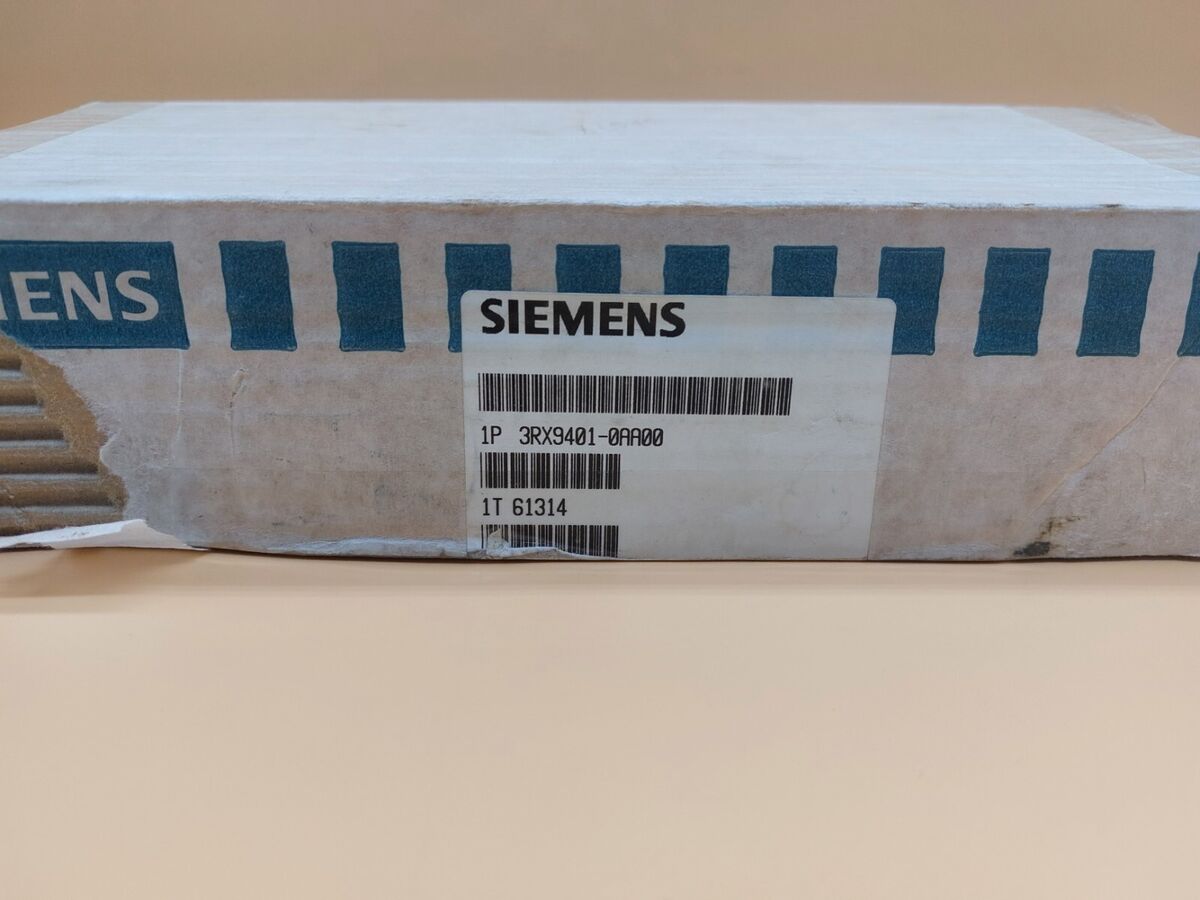 IENS
SIEMENS
1P 3RX9401-0AA00
1T 61314